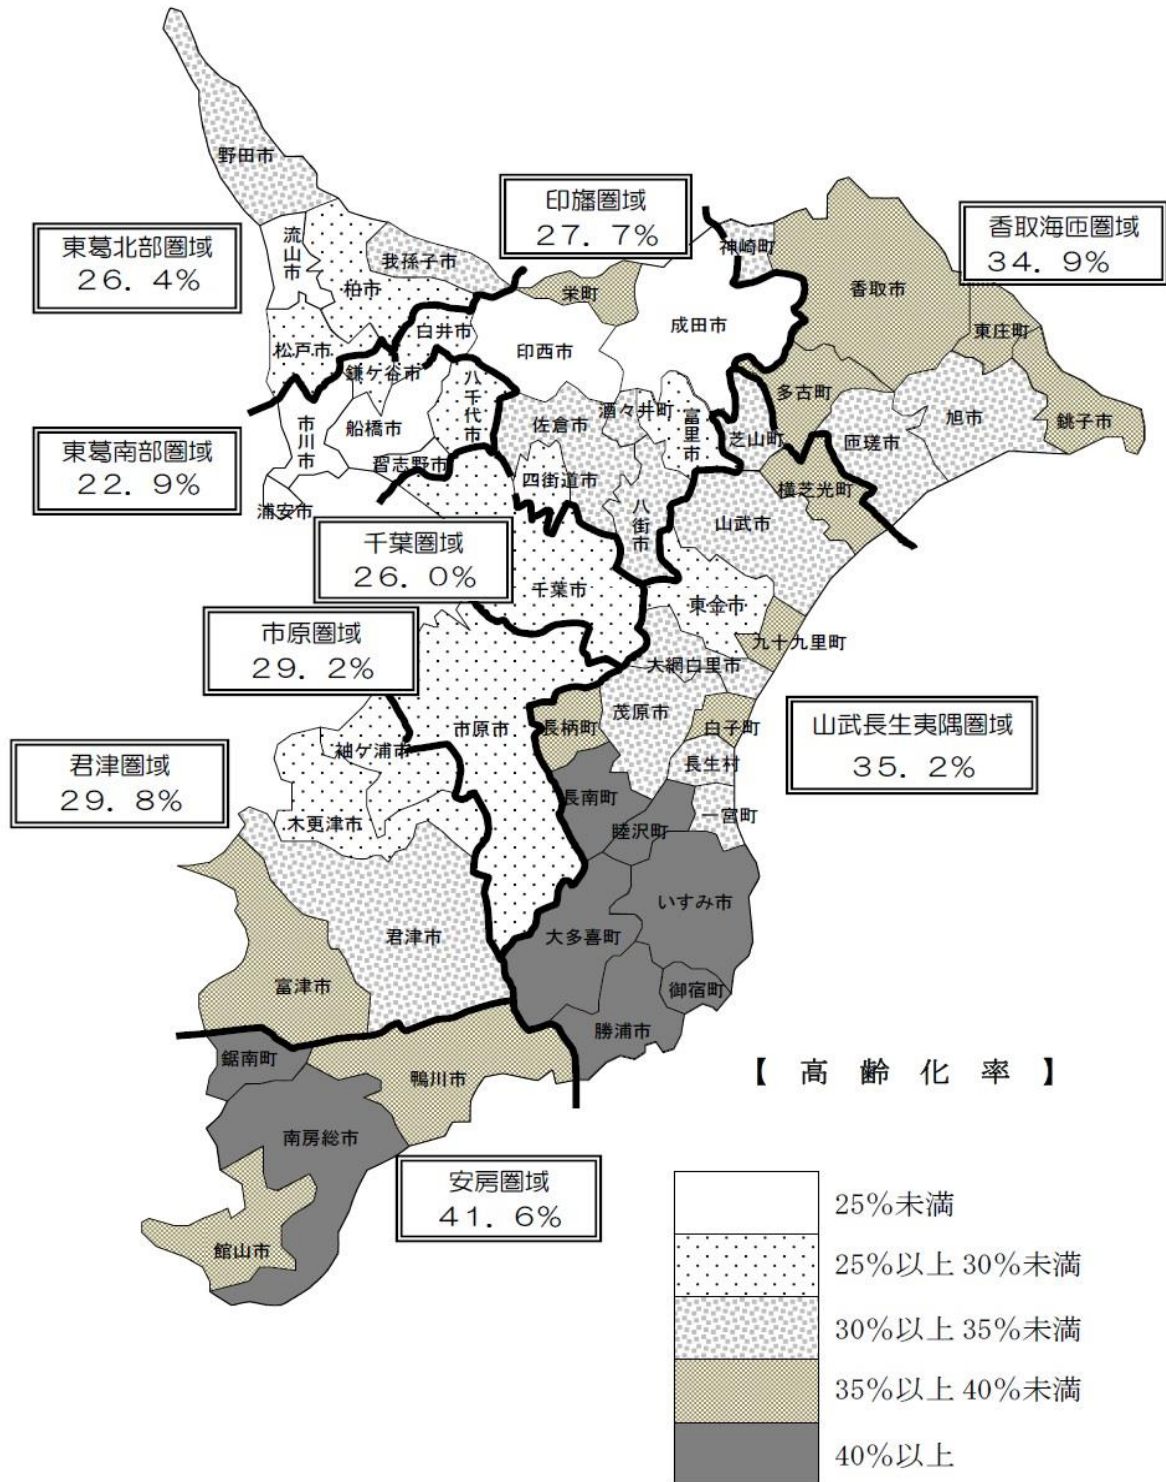 野田市
印旛圏域
27.7%
香取海匝圏域
34.9%
東葛北部圏域
26.4%
流山市
我孫子市
柏市
神崎町
栄町
香取市
成田市
東庄町
白井市
印西市
松戸市
鎌ケ谷市
八千代市
多古町
銚子市
旭市
市川市
船橋市
佐倉市
酒々井町
富里市
芝山町
匝瑳市
東葛南部圏域
22.9%
習志野市
四街道市
八街市
横芝光町
浦安市
山武市
千葉圏域
26.0%
千葉市
東金市
市原圏域
29.2%
九十九里町
大網白里市
茂原市
市原市
長柄町
白子町
山武長生夷隅圏域
35.2%
君津圏域
29.8%
袖ケ浦市
長生村
長南町
一宮町
木更津市
睦沢町
いすみ市
君津市
大多喜町
富津市
御宿町
勝浦市
鋸南町
鴨川市
【高齢化率】
南房総市
安房圏域
41.6%
館山市
25%未満
25%以上30%未満
30%以上35%未満
35%以上40%未満
40%以上